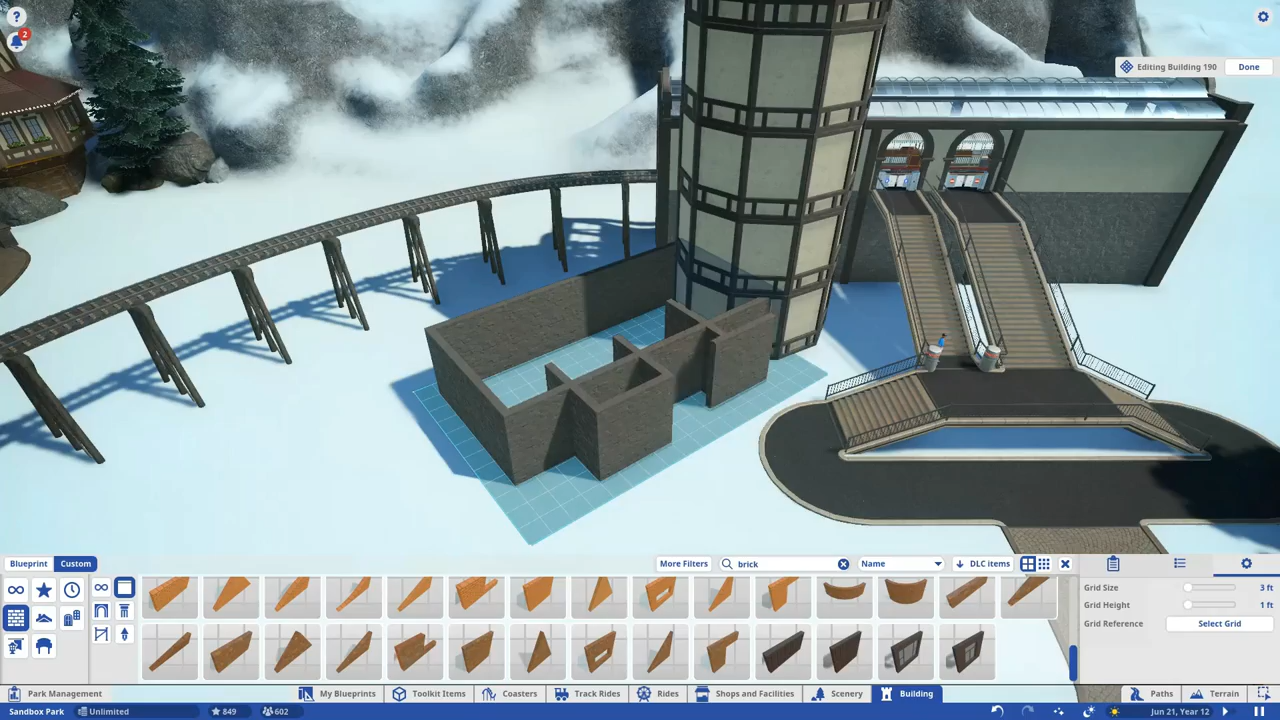 ?
2
Editing Building 190 Done
Blueprint Custom More Filters brick Name DLC items
Grid Size 3 ft
Grid Height 1 ft
Grid Reference Select Grid
Park Management My Blueprints Toolkit Items Coasters Track Rides Rides Shops and Facilities Scenery Building Paths Terrain
Sandbox Park Unlimited 849 602 Jun 21, Year 12